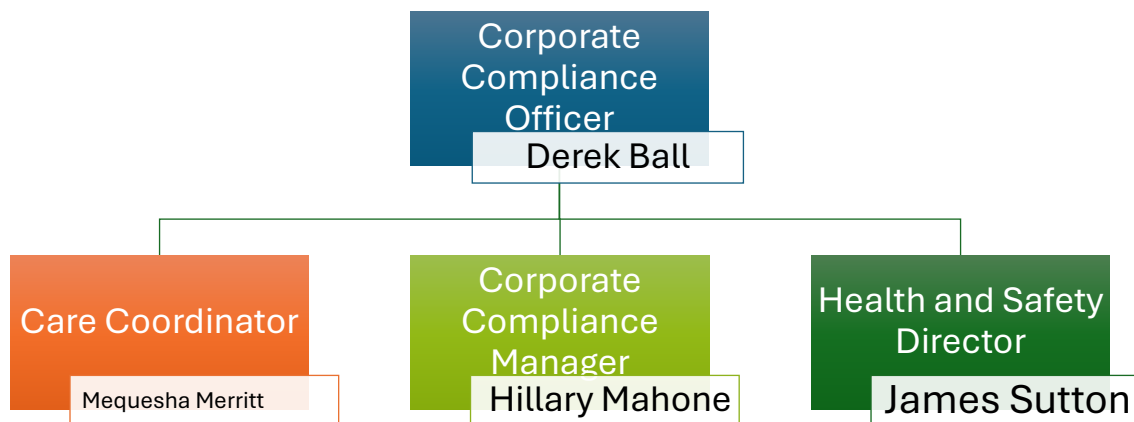 Corporate
Compliance
Officer
Derek Ball
Care Coordinator
Mequesha Merritt
Corporate
Compliance
Manager
Hillary Mahone
Health and Safety
Director
James Sutton